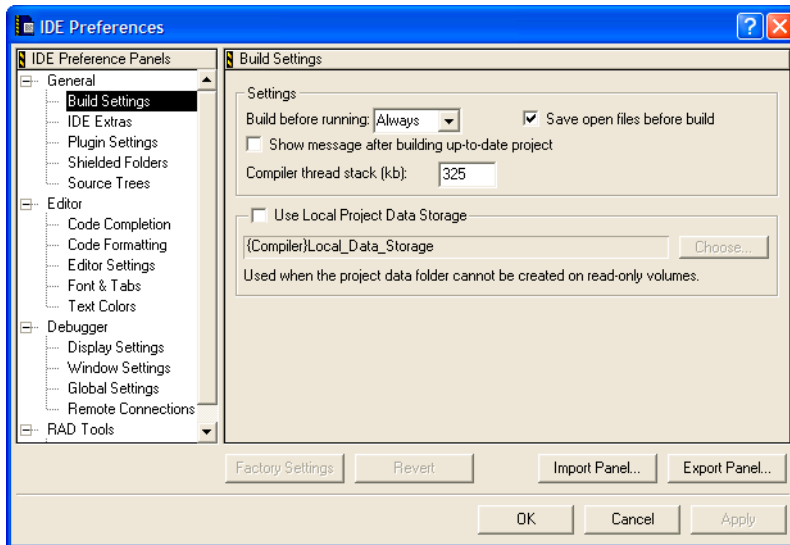 IDE Preferences
IDE Preference Panels
General
Build Settings
IDE Extras
Plugin Settings
Shielded Folders
Source Trees
Editor
Code Completion
Code Formatting
Editor Settings
Font & Tabs
Text Colors
Debugger
Display Settings
Window Settings
Global Settings
Remote Connections
RAD Tools
Build Settings
Settings
Build before running: Always Save open files before build
Show message after building up-to-date project
Compiler thread stack (kb): 325
Use Local Project Data Storage
{Compiler}Local_Data_Storage Choose...
Used when the project data folder cannot be created on read-only volumes.
Factory Settings Revert Import Panel... Export Panel...
OK Cancel Apply